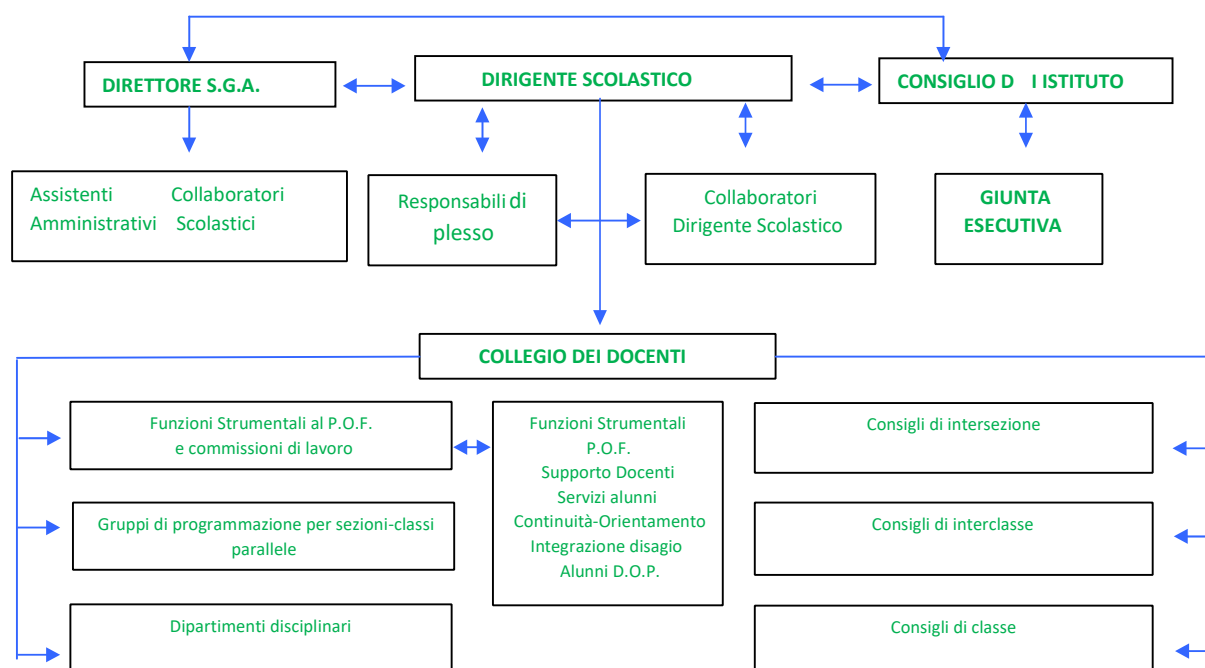 DIRETTORE S.G.A.
DIRIGENTE SCOLASTICO
CONSIGLIO D I ISTITUTO
Assistenti Collaboratori
Amministrativi Scolastici
Responsabili di
plesso
Collaboratori
Dirigente Scolastico
GIUNTA
ESECUTIVA
COLLEGIO DEI DOCENTI
Funzioni Strumentali al P.O.F.
e commissioni di lavoro
Funzioni Strumentali
P.O.F.
Supporto Docenti
Servizi alunni
Continuità-Orientamento
Integrazione disagio
Alunni D.O.P.
Consigli di intersezione
Gruppi di programmazione per sezioni-classi
parallele
Consigli di interclasse
Dipartimenti disciplinari
Consigli di classe